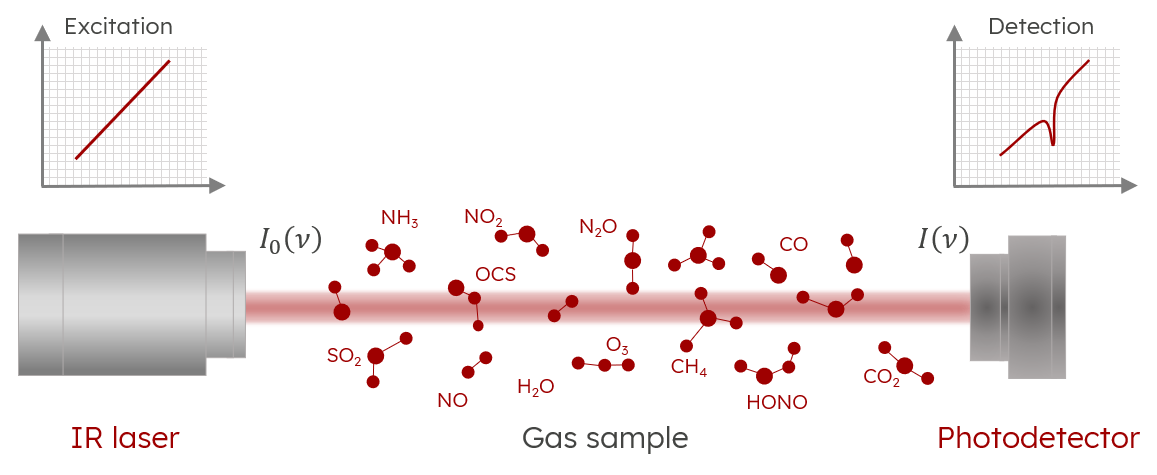 Excitation
Detection
I₀(ν)
I(ν)
NH₃
NO₂
N₂O
CO
OCS
SO₂
O₃
CH₄
CO₂
H₂O
NO
HONO
IR laser
Gas sample
Photodetector